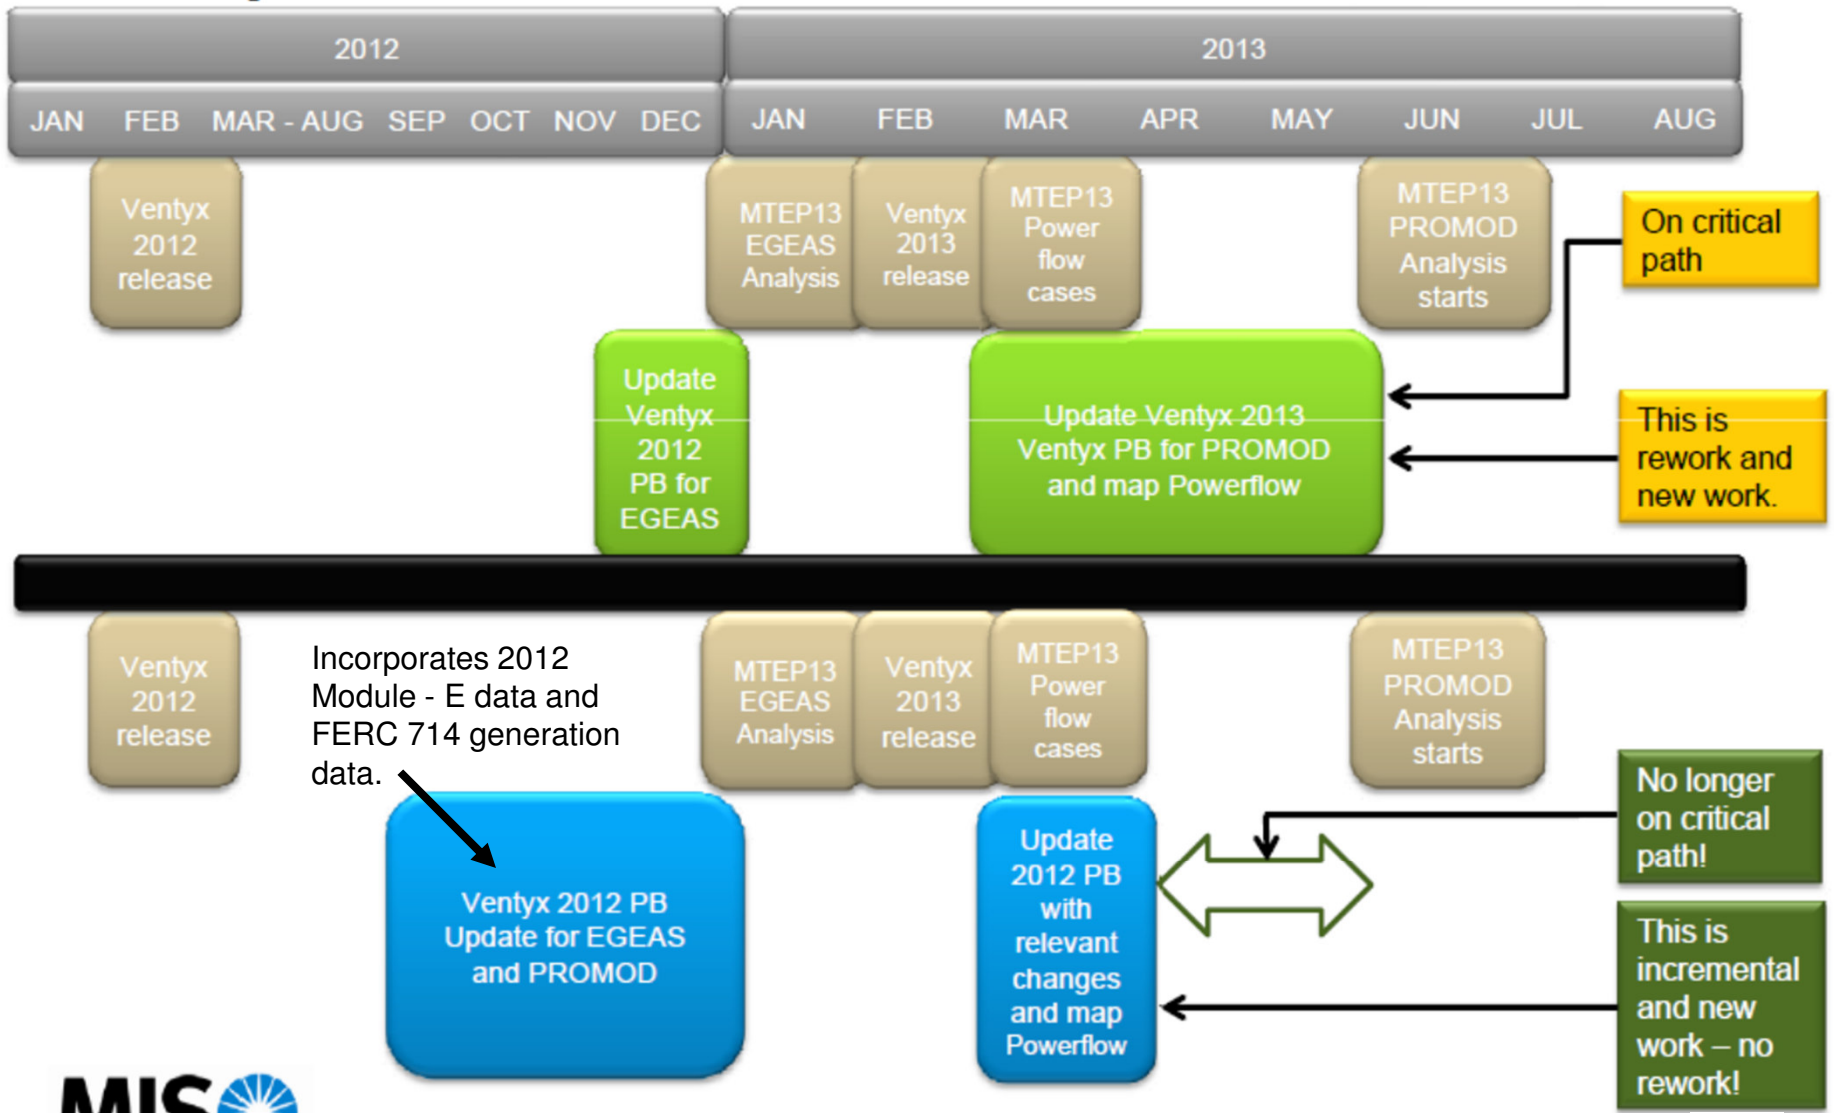 2012
2013
JAN FEB MAR - AUG SEP OCT NOV DEC JAN FEB MAR APR MAY JUN JUL AUG
Ventyx
2012
release
MTEP13
EGEAS
Analysis
Ventyx
2013
release
MTEP13
Power
flow
cases
MTEP13
PROMOD
Analysis
starts
On critical
path
Update
Ventyx
2012
PB for
EGEAS
Update Ventyx 2013
Ventyx PB for PROMOD
and map Powerflow
This is
rework and
new work.
Ventyx
2012
release
Incorporates 2012
Module - E data and
FERC 714 generation
data.
MTEP13
EGEAS
Analysis
Ventyx
2013
release
MTEP13
Power
flow
cases
MTEP13
PROMOD
Analysis
starts
No longer
on critical
path!
Ventyx 2012 PB
Update for EGEAS
and PROMOD
Update
2012 PB
with
relevant
changes
and map
Powerflow
This is
incremental
and new
work – no
rework!
MISO